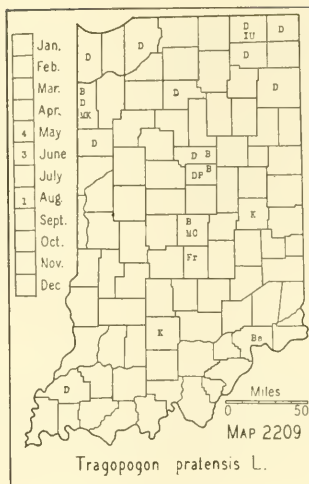 Jan.
Feb.
Mar.
Apr.
4 May
3 June
July
1 Aug.
Sept.
Oct.
Nov.
Dec
D D
IU
D D D
B
D D D
MK
D
D B
DP B
B K
MC
Fr
K
Be
D
Miles
0 50
MAP 2209
Tragopogon pratensis L.